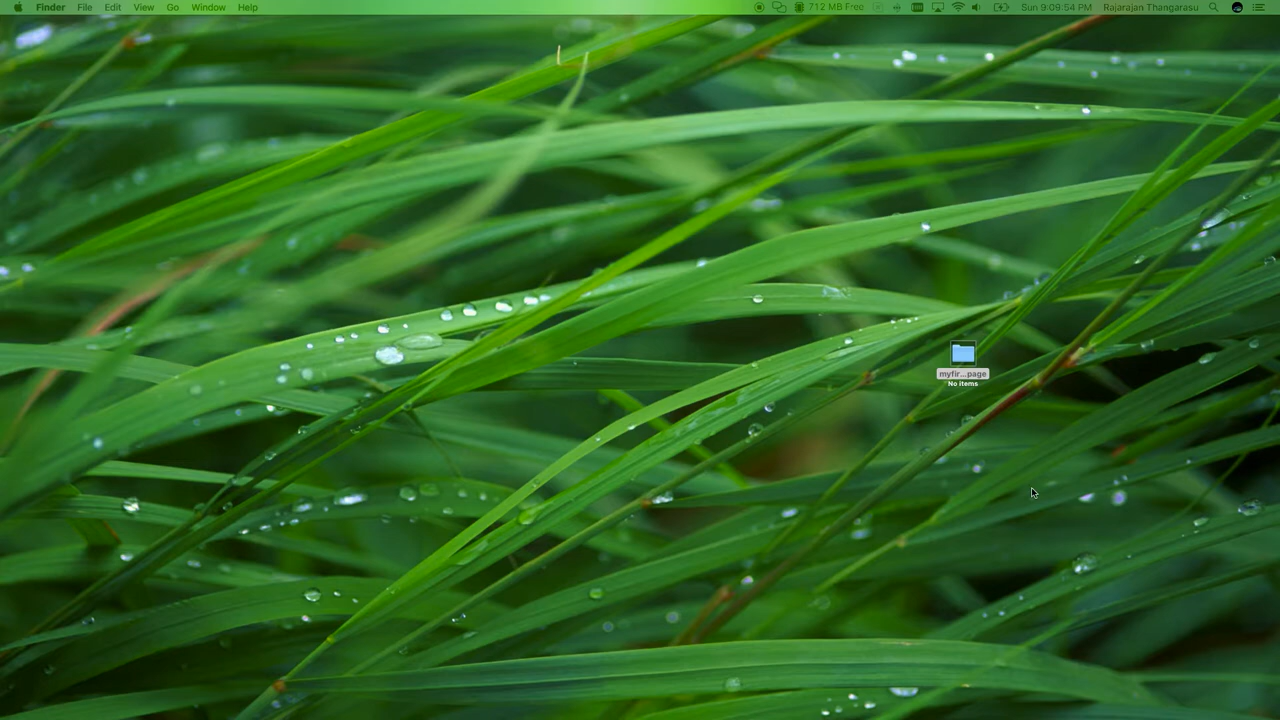 Finder File Edit View Go Window Help 712 MB Free Sun 9:09:54 PM Rajarajan Thangarasu
myfir...page
No items